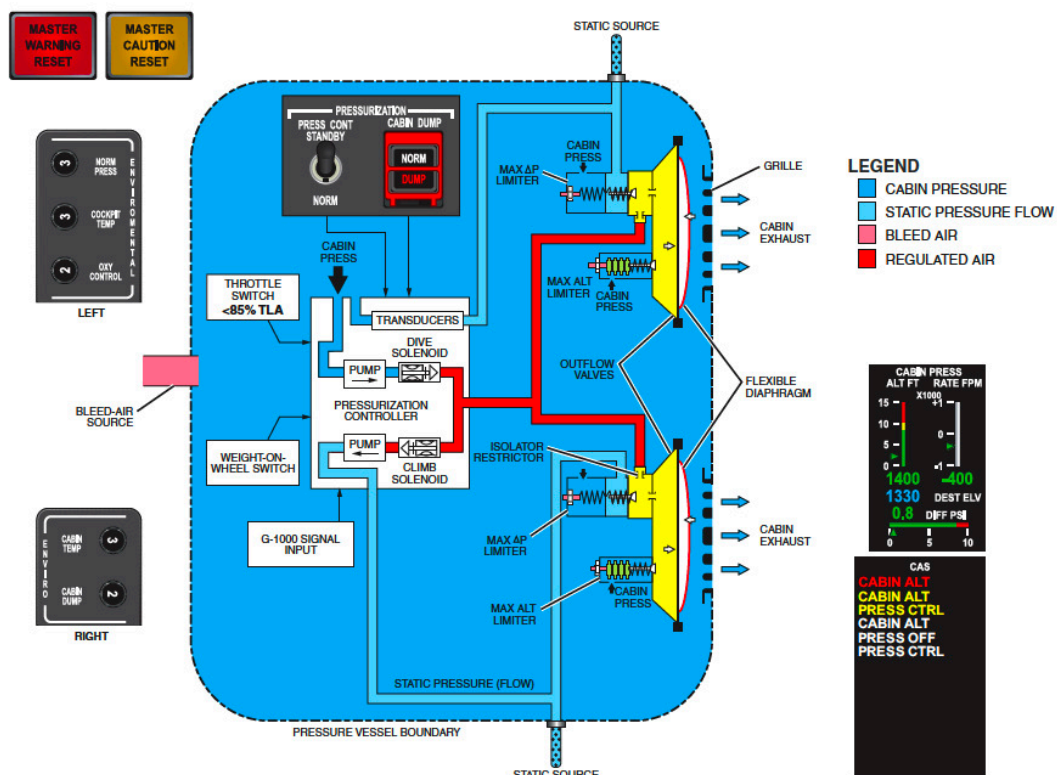 MASTER
WARNING
RESET
MASTER
CAUTION
RESET
STATIC SOURCE
PRESSURIZATION
PRESS CONT
STANDBY
NORM
CABIN DUMP
NORM
DUMP
CABIN
PRESS
MAX ΔP
LIMITER
GRILLE
LEGEND
CABIN PRESSURE
STATIC PRESSURE FLOW
BLEED AIR
REGULATED AIR
3
NORM
PRESS
3
COCKPIT
TEMP
2
OXY
CONTROL
ENVIROMENTAL
LEFT
CABIN
EXHAUST
CABIN
PRESS
THROTTLE
SWITCH
<85% TLA
TRANSDUCERS
MAX ALT
LIMITER
CABIN
PRESS
DIVE
SOLENOID
PUMP
OUTFLOW
VALVES
FLEXIBLE
DIAPHRAGM
BLEED-AIR
SOURCE
PRESSURIZATION
CONTROLLER
WEIGHT-ON-
WHEEL SWITCH
PUMP
CLIMB
SOLENOID
ISOLATOR
RESTRICTOR
G-1000 SIGNAL
INPUT
MAX ΔP
LIMITER
CABIN
EXHAUST
MAX ALT
LIMITER
CABIN
PRESS
CABIN PRESS
ALT FT RATE FPM
X1000
15
10
5
0
+1
0
-1
1400 -400
1330 DEST ELV
0.8 DIFF PSI
0 5 10
CAS
CABIN ALT
CABIN ALT
PRESS CTRL
CABIN ALT
PRESS OFF
PRESS CTRL
ENVIRO
CABIN
TEMP
3
CABIN
DUMP
2
RIGHT
STATIC PRESSURE (FLOW)
PRESSURE VESSEL BOUNDARY
STATIC SOURCE